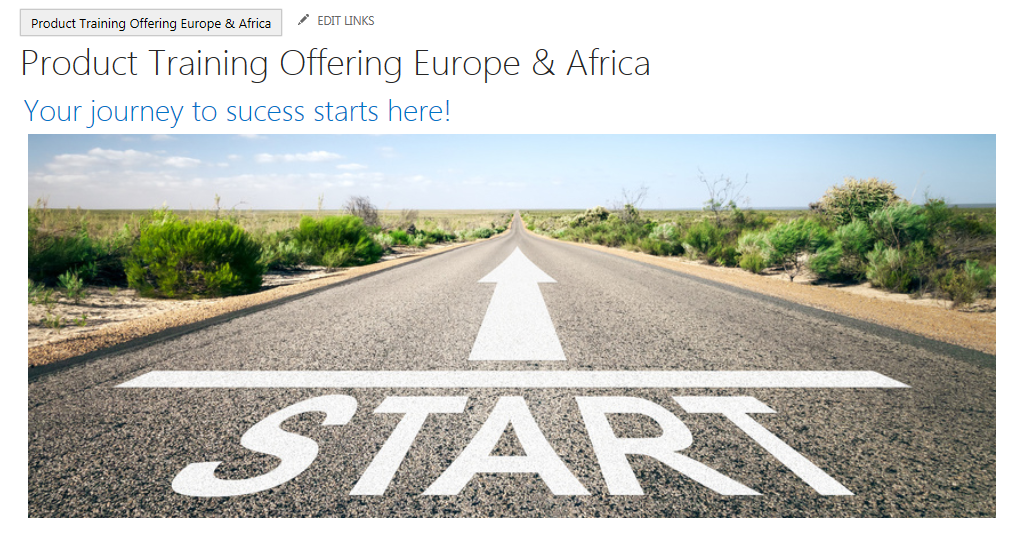 Product Training Offering Europe & Africa
EDIT LINKS
Product Training Offering Europe & Africa
Your journey to sucess starts here!
START